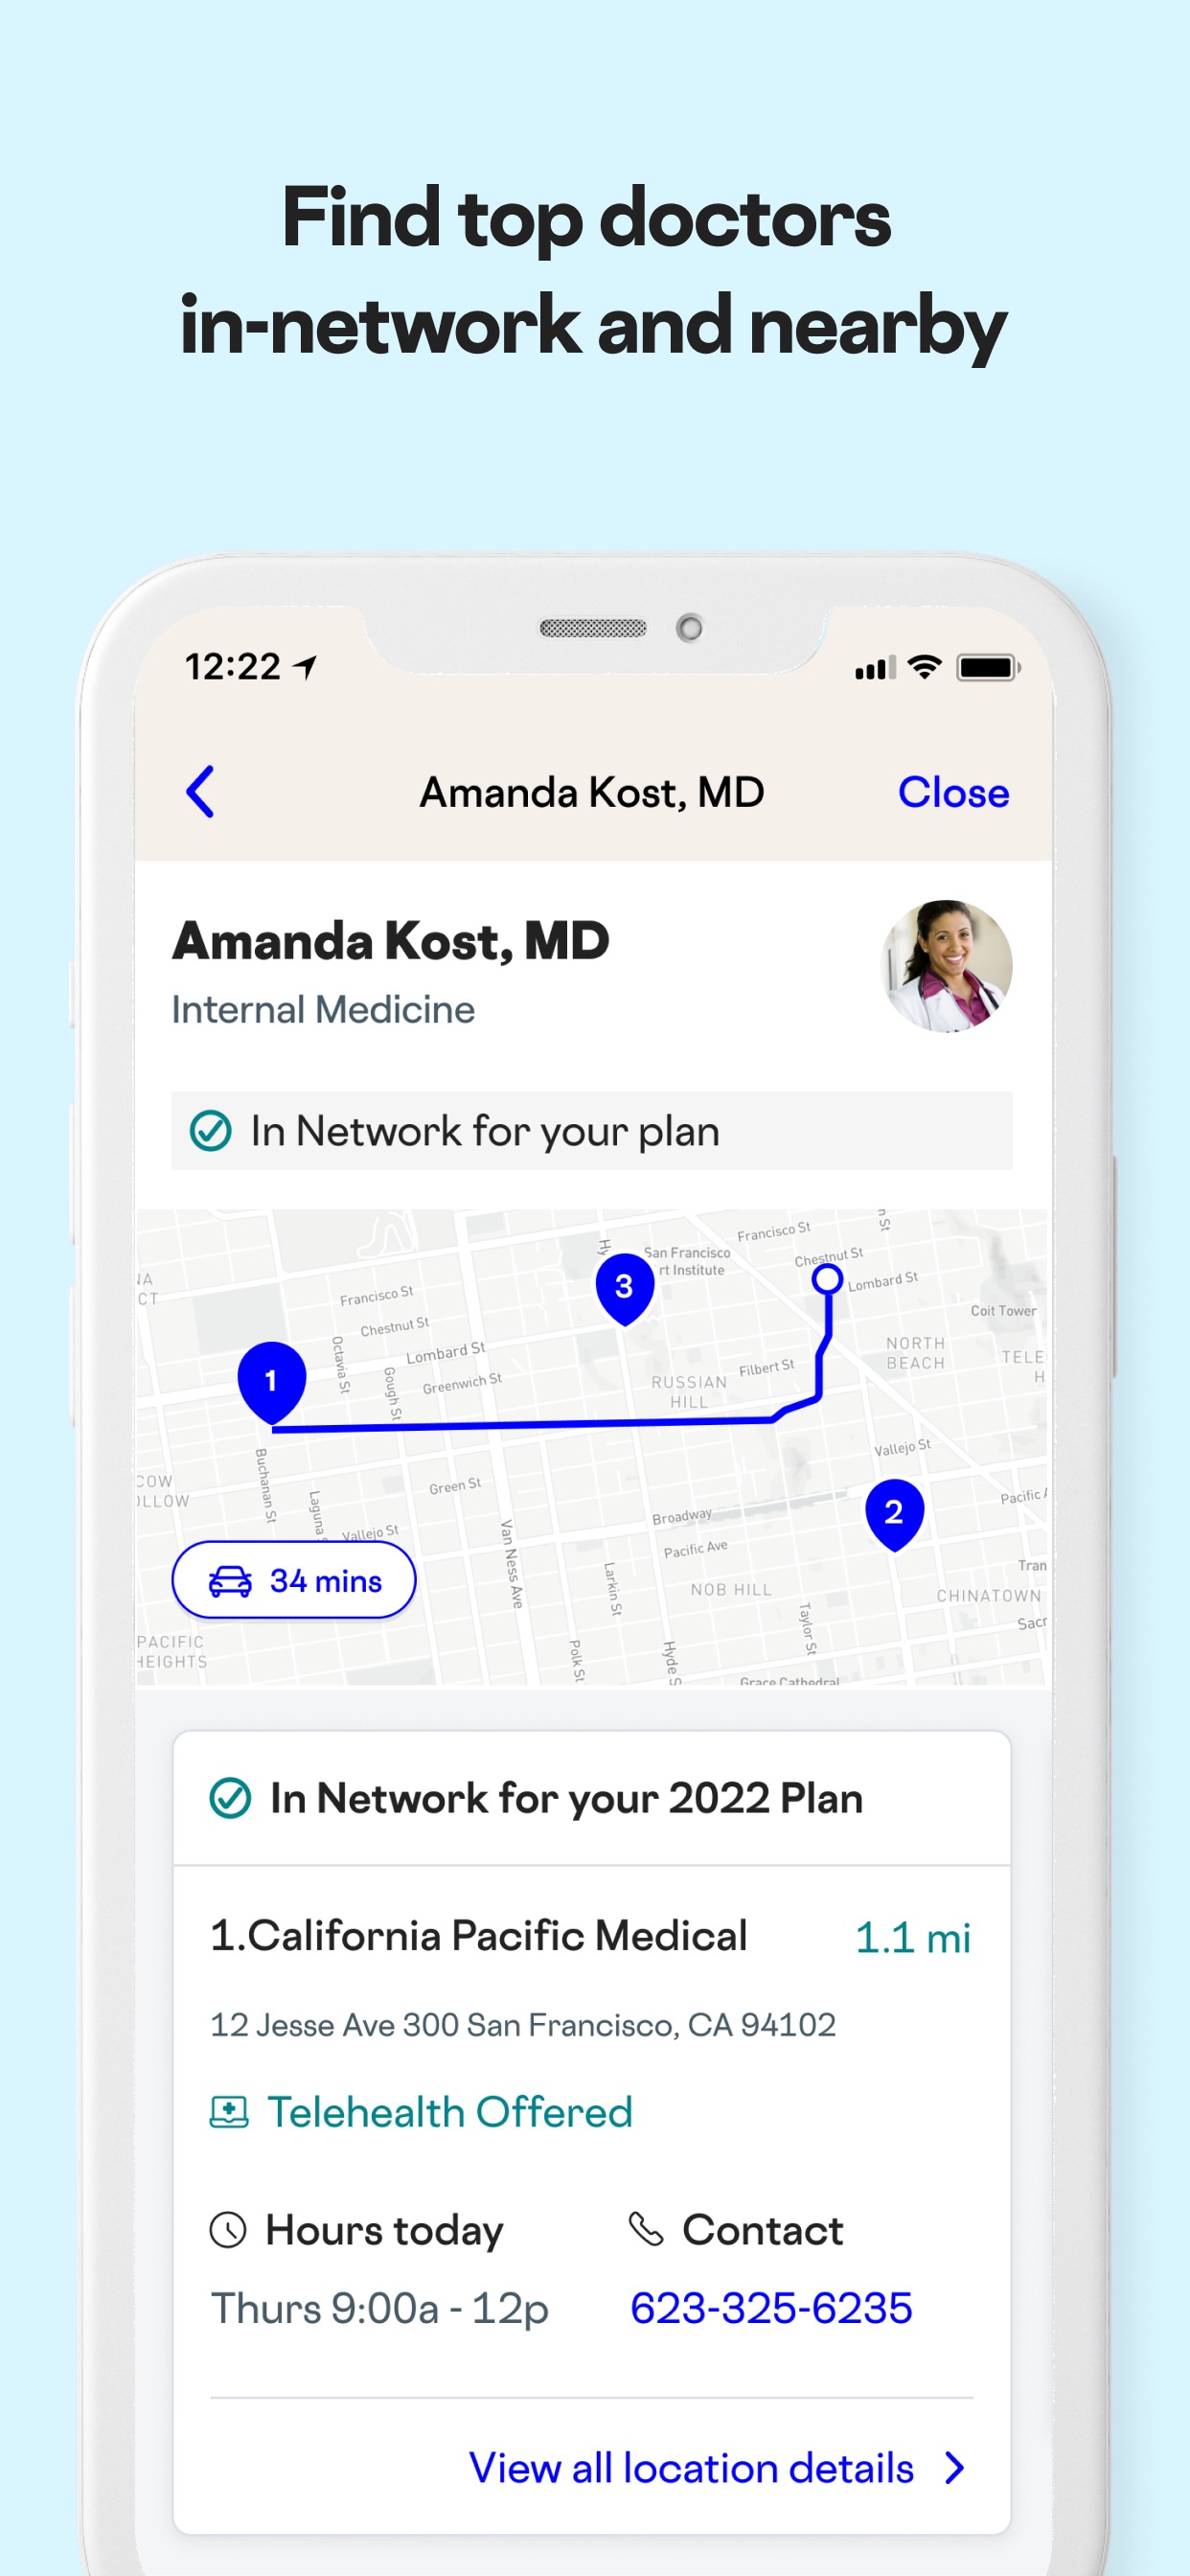 Find top doctors
in-network and nearby
12:22
Amanda Kost, MD
Close
Amanda Kost, MD
Internal Medicine
In Network for your plan
Francisco St
San Francisco
rt Institute
Chestnut St
Lombard St
Coit Tower
Francisco St
Chestnut St
Lombard St
Octavia St
Gough St
Greenwich St
3
1
NORTH
BEACH
TELE
H
Filbert St
RUSSIAN
HILL
Vallejo St
COW
OLLOW
Buchanan St
Laguna
Green St
Vallejo St
Van Ness Ave
Broadway
Pacific Ave
2
Pacific
Tran
NOB HILL
CHINATOWN
Larkin St
Taylor St
Sacr
34 mins
PACIFIC
HEIGHTS
Polk St
Hyde S
Grace Cathedral
In Network for your 2022 Plan
1.California Pacific Medical
1.1 mi
12 Jesse Ave 300 San Francisco, CA 94102
Telehealth Offered
Hours today
Contact
Thurs 9:00a - 12p
623-325-6235
View all location details